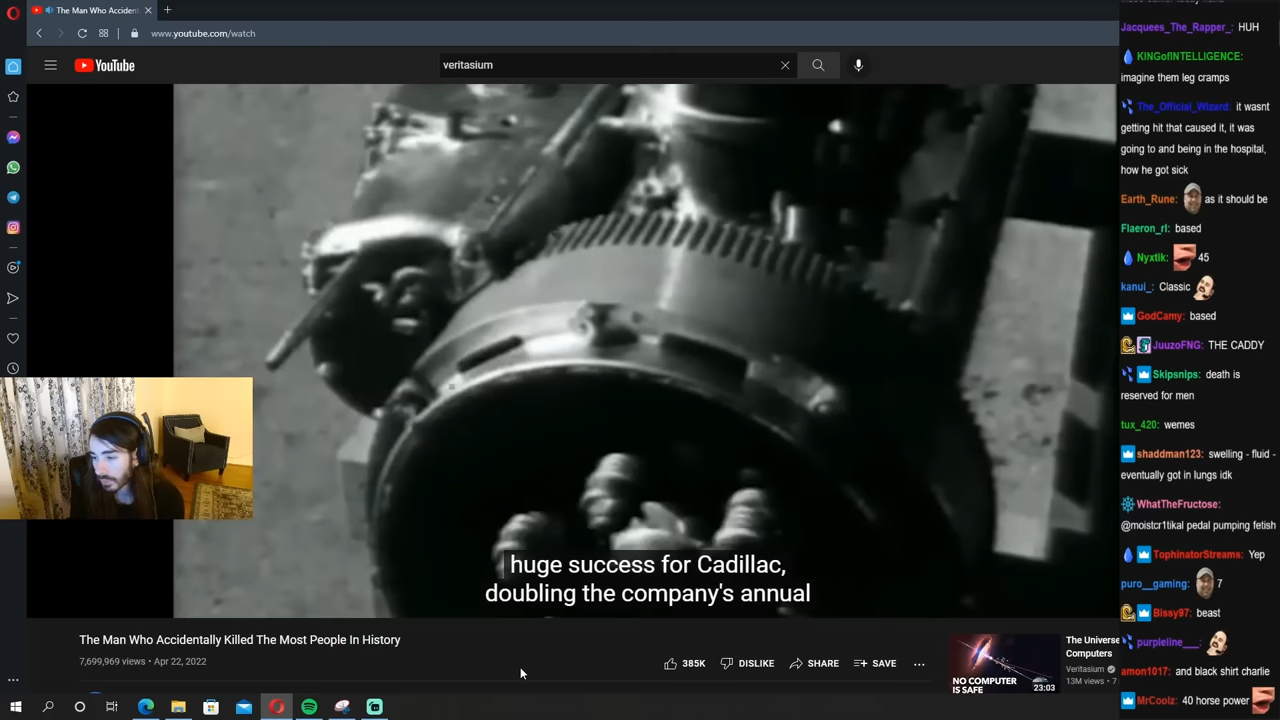 The Man Who Accident
www.youtube.com/watch
YouTube
veritasium
huge success for Cadillac,
doubling the company's annual
The Man Who Accidentally Killed The Most People In History
7,699,969 views • Apr 22, 2022
385K
DISLIKE
SHARE
SAVE
NO COMPUTER
IS SAFE
23:03
The Universe
Computers
Veritasium
13M views • 7
Jacquees_The_Rapper_: HUH
KINGofINTELLIGENCE:
imagine them leg cramps
The_Official_Wizard: it wasnt
getting hit that caused it, it was
going to and being in the hospital,
how he got sick
Earth_Rune: as it should be
Flaeron_rl: based
Nyxtik: 45
kanui_: Classic
GodCamy: based
JuuzoFNG: THE CADDY
Skipsnips: death is
reserved for men
tux_420: wemes
shaddman123: swelling - fluid -
eventually got in lungs idk
WhatTheFructose:
@moistcr1tikal pedal pumping fetish
TophinatorStreams: Yep
puro__gaming: 7
Bissy97: beast
purpleline___:
amon1017: and black shirt charlie
MrCoolz: 40 horse power